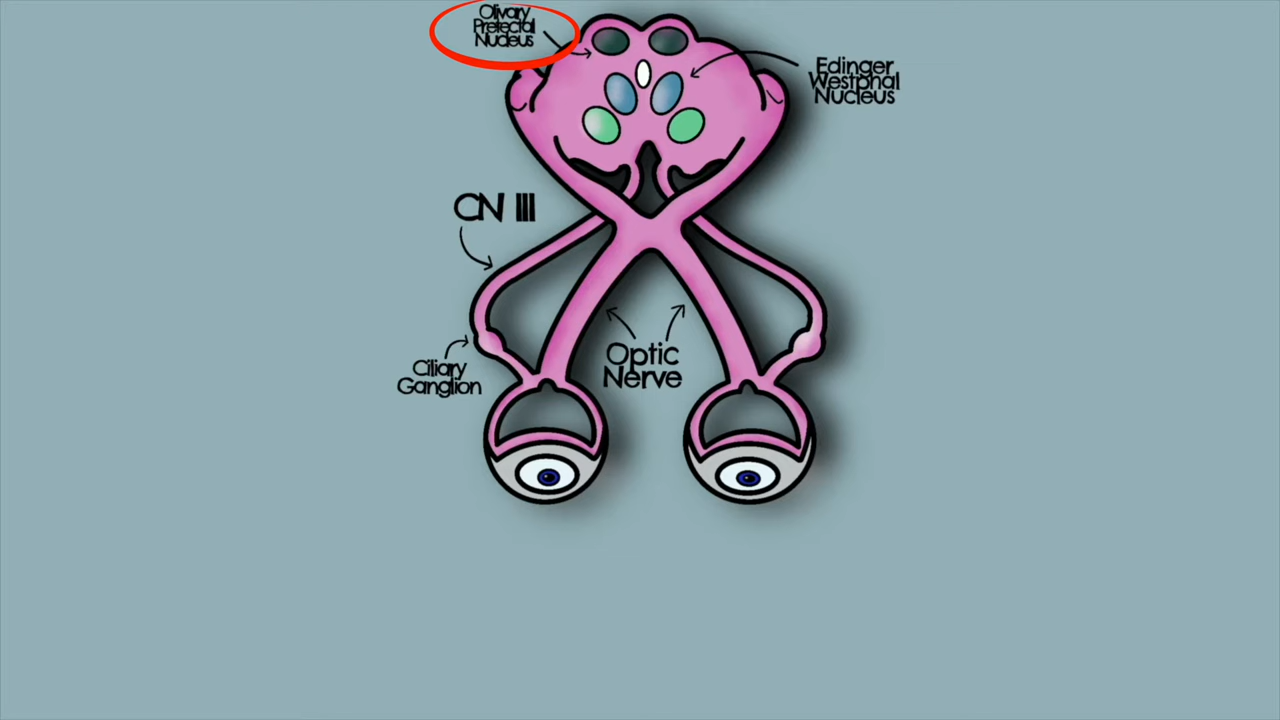 Olivary
Pretectal
Nucleus
Edinger
Westphal
Nucleus
CN III
Optic
Nerve
Ciliary
Ganglion